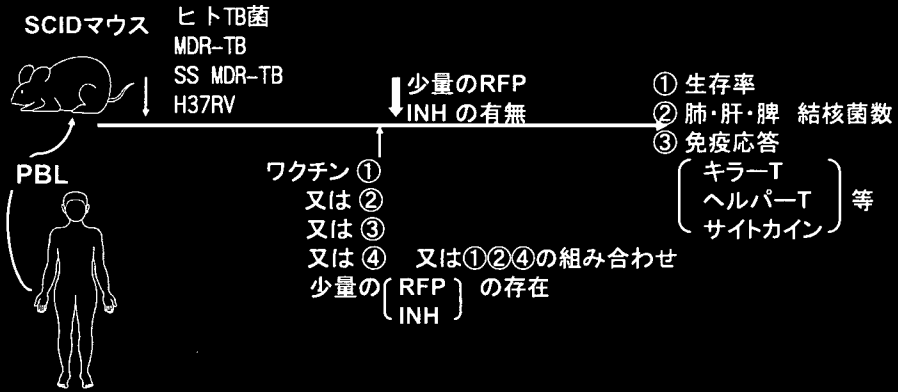 SCIDマウス
ヒトTB菌
MDR-TB
SS MDR-TB
H37RV
少量のRFP
INH の有無
① 生存率
② 肺・肝・脾 結核菌数
③ 免疫応答
キラーT
ヘルパーT 等
サイトカイン
PBL
ワクチン ①
又は ②
又は ③
又は ④ 又は①②④の組み合わせ
少量の RFP の存在
INH